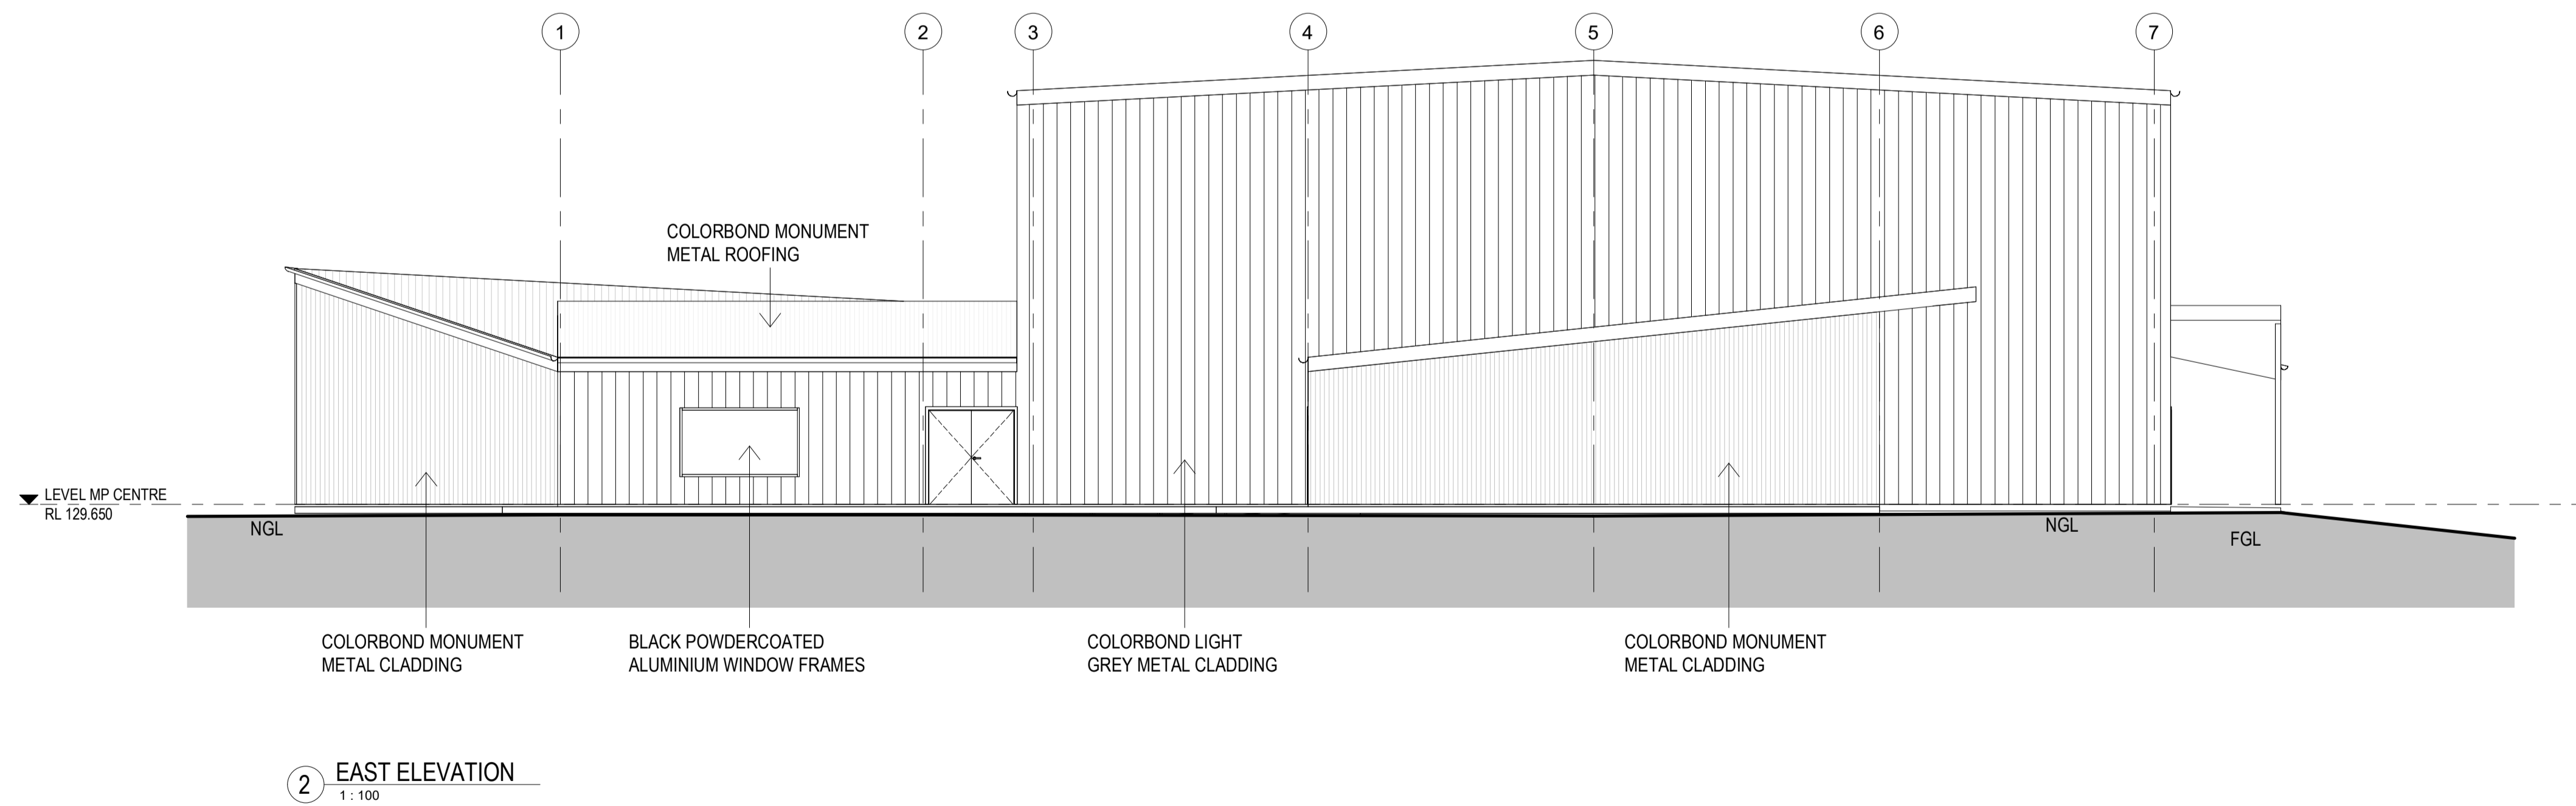 1 2 3 4 5 6 7
COLORBOND MONUMENT
METAL ROOFING
LEVEL MP CENTRE
RL 129.650
NGL
NGL
FGL
COLORBOND MONUMENT
METAL CLADDING
BLACK POWDERCOATED
ALUMINIUM WINDOW FRAMES
COLORBOND LIGHT
GREY METAL CLADDING
COLORBOND MONUMENT
METAL CLADDING
2 EAST ELEVATION
1 : 100